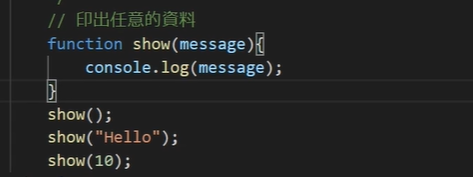 // 印出任意的資料
function show(message){
    console.log(message);
}
show();
show("Hello");
show(10);